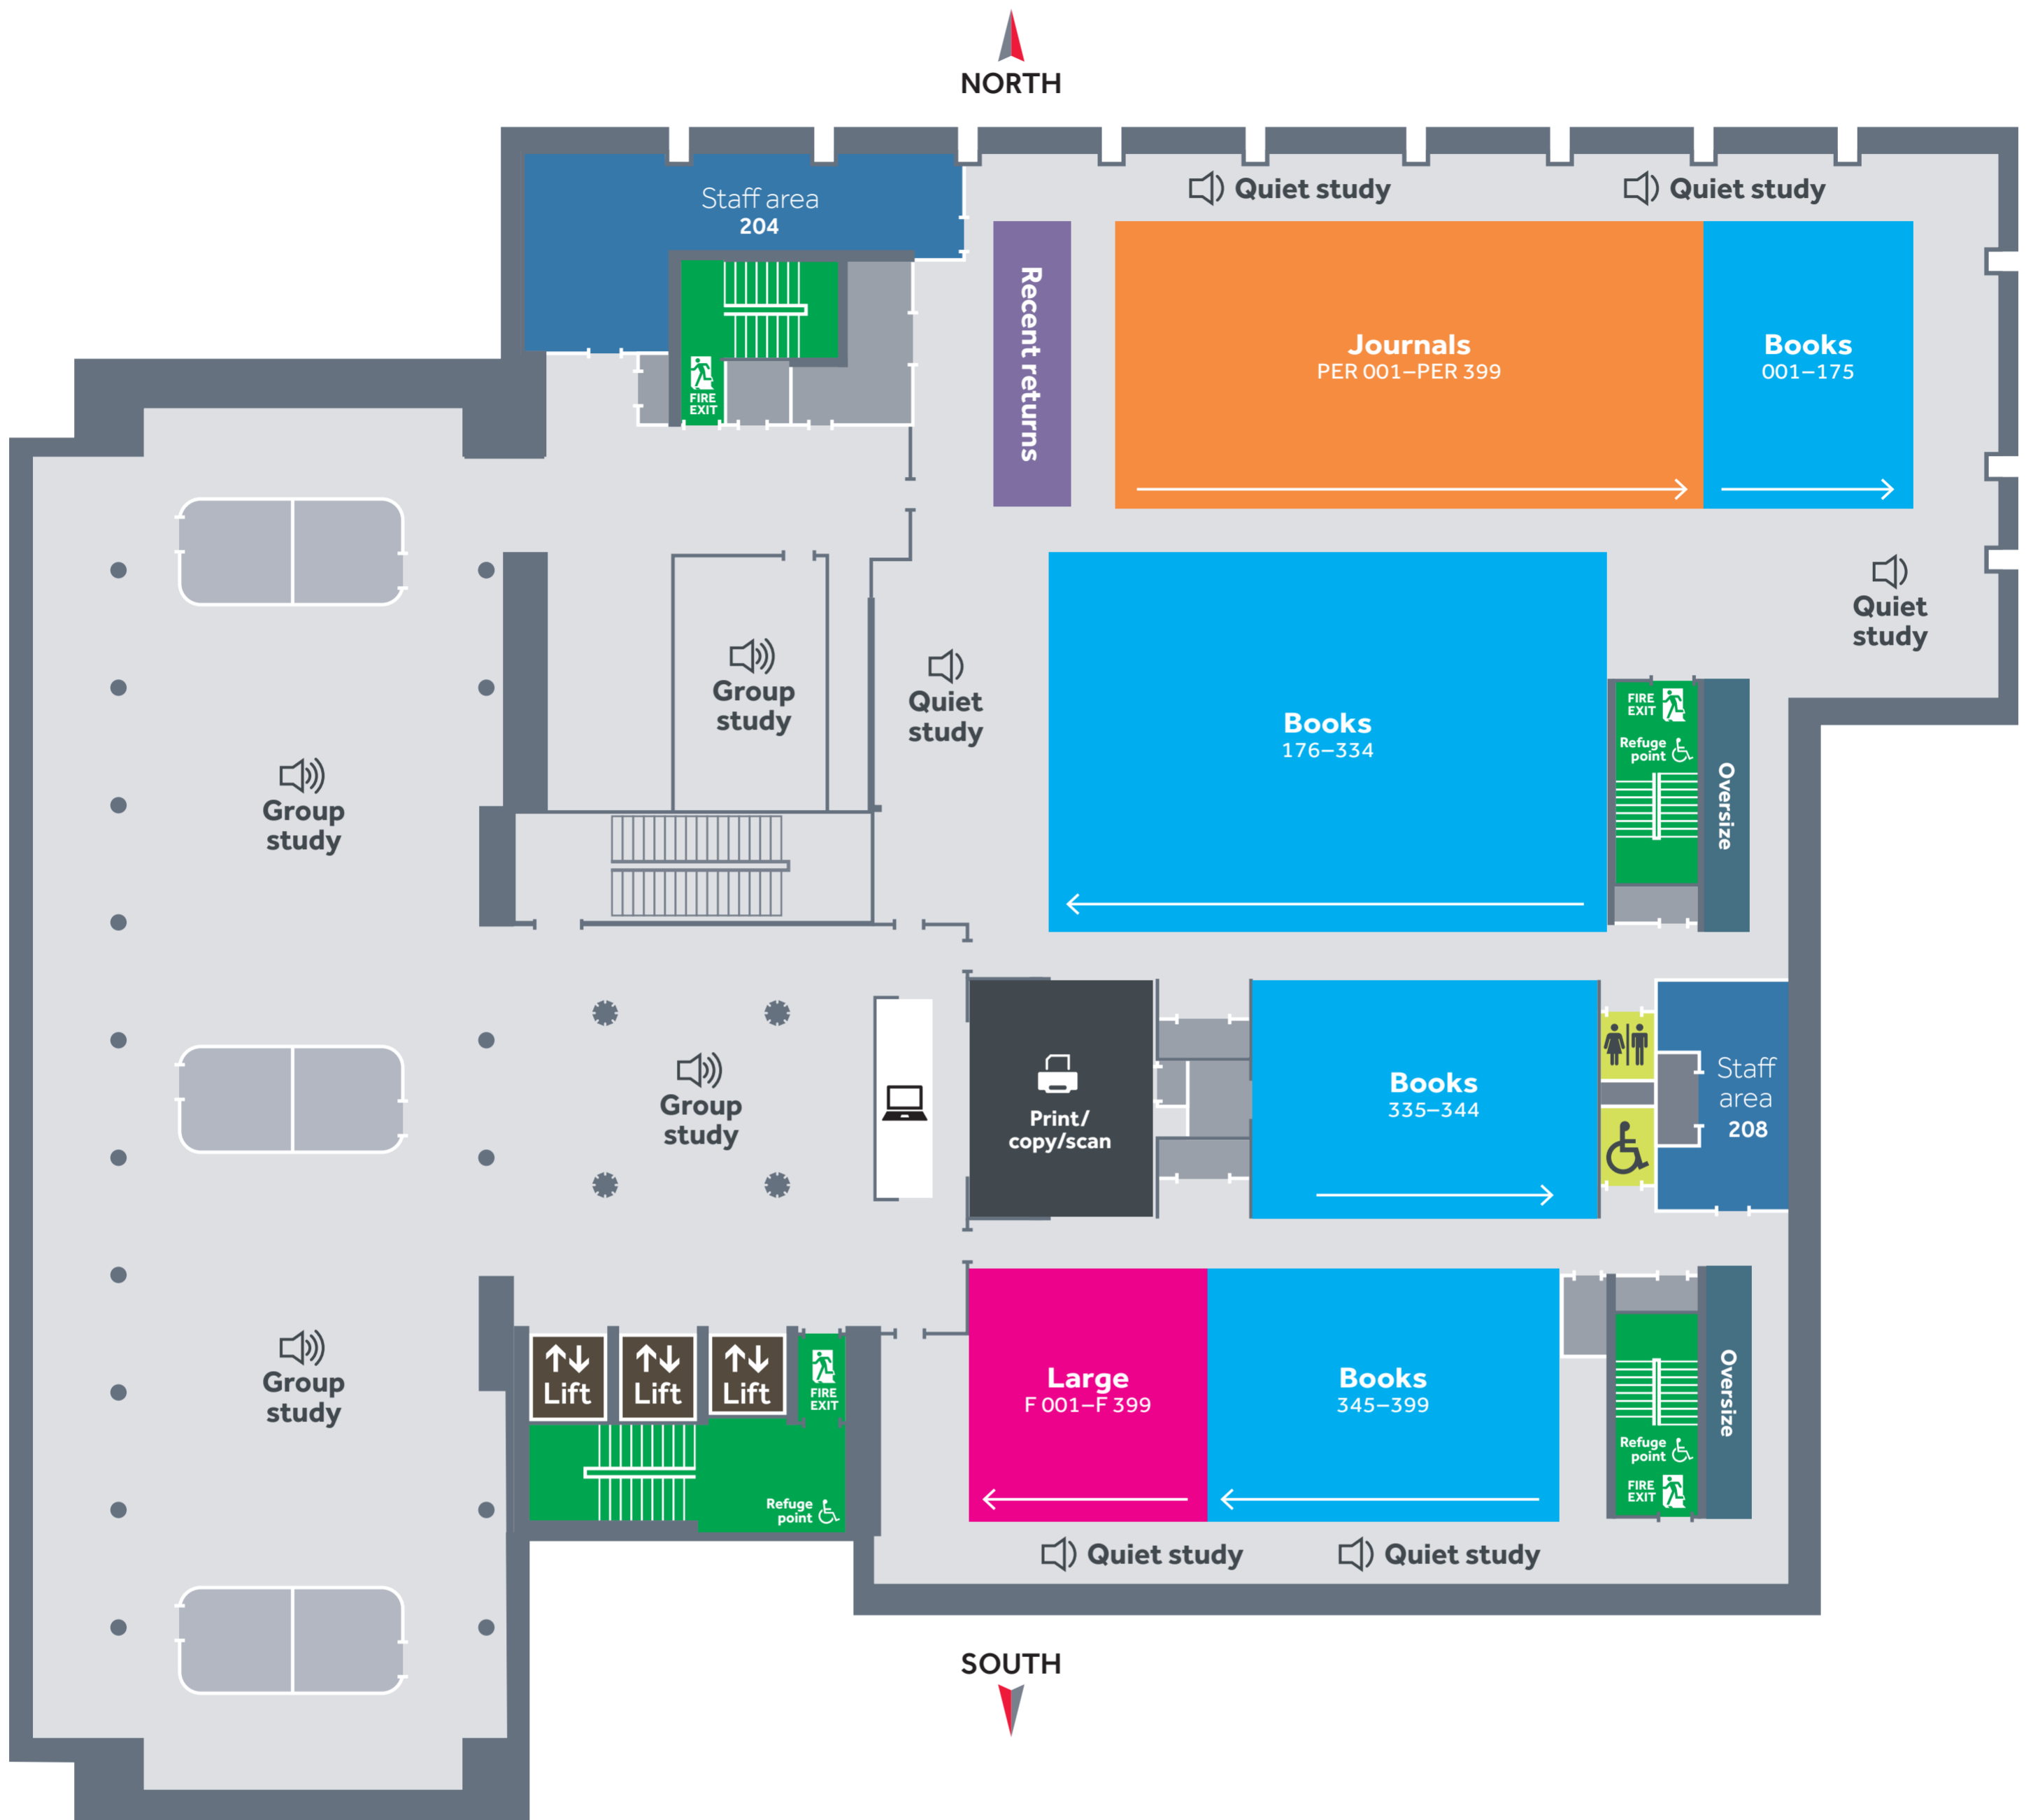 NORTH
Staff area
204
Quiet study
Quiet study
Recent returns
Journals
PER 001–PER 399
Books
001–175
FIRE
EXIT
Quiet
study
Group
study
Quiet
study
Books
176–334
FIRE
EXIT
Refuge
point
Oversize
Group
study
Group
study
Print/
copy/scan
Books
335–344
Staff
area
208
Group
study
Lift
Lift
Lift
FIRE
EXIT
Refuge
point
Large
F 001–F 399
Books
345–399
Refuge
point
FIRE
EXIT
Oversize
Quiet study
Quiet study
SOUTH